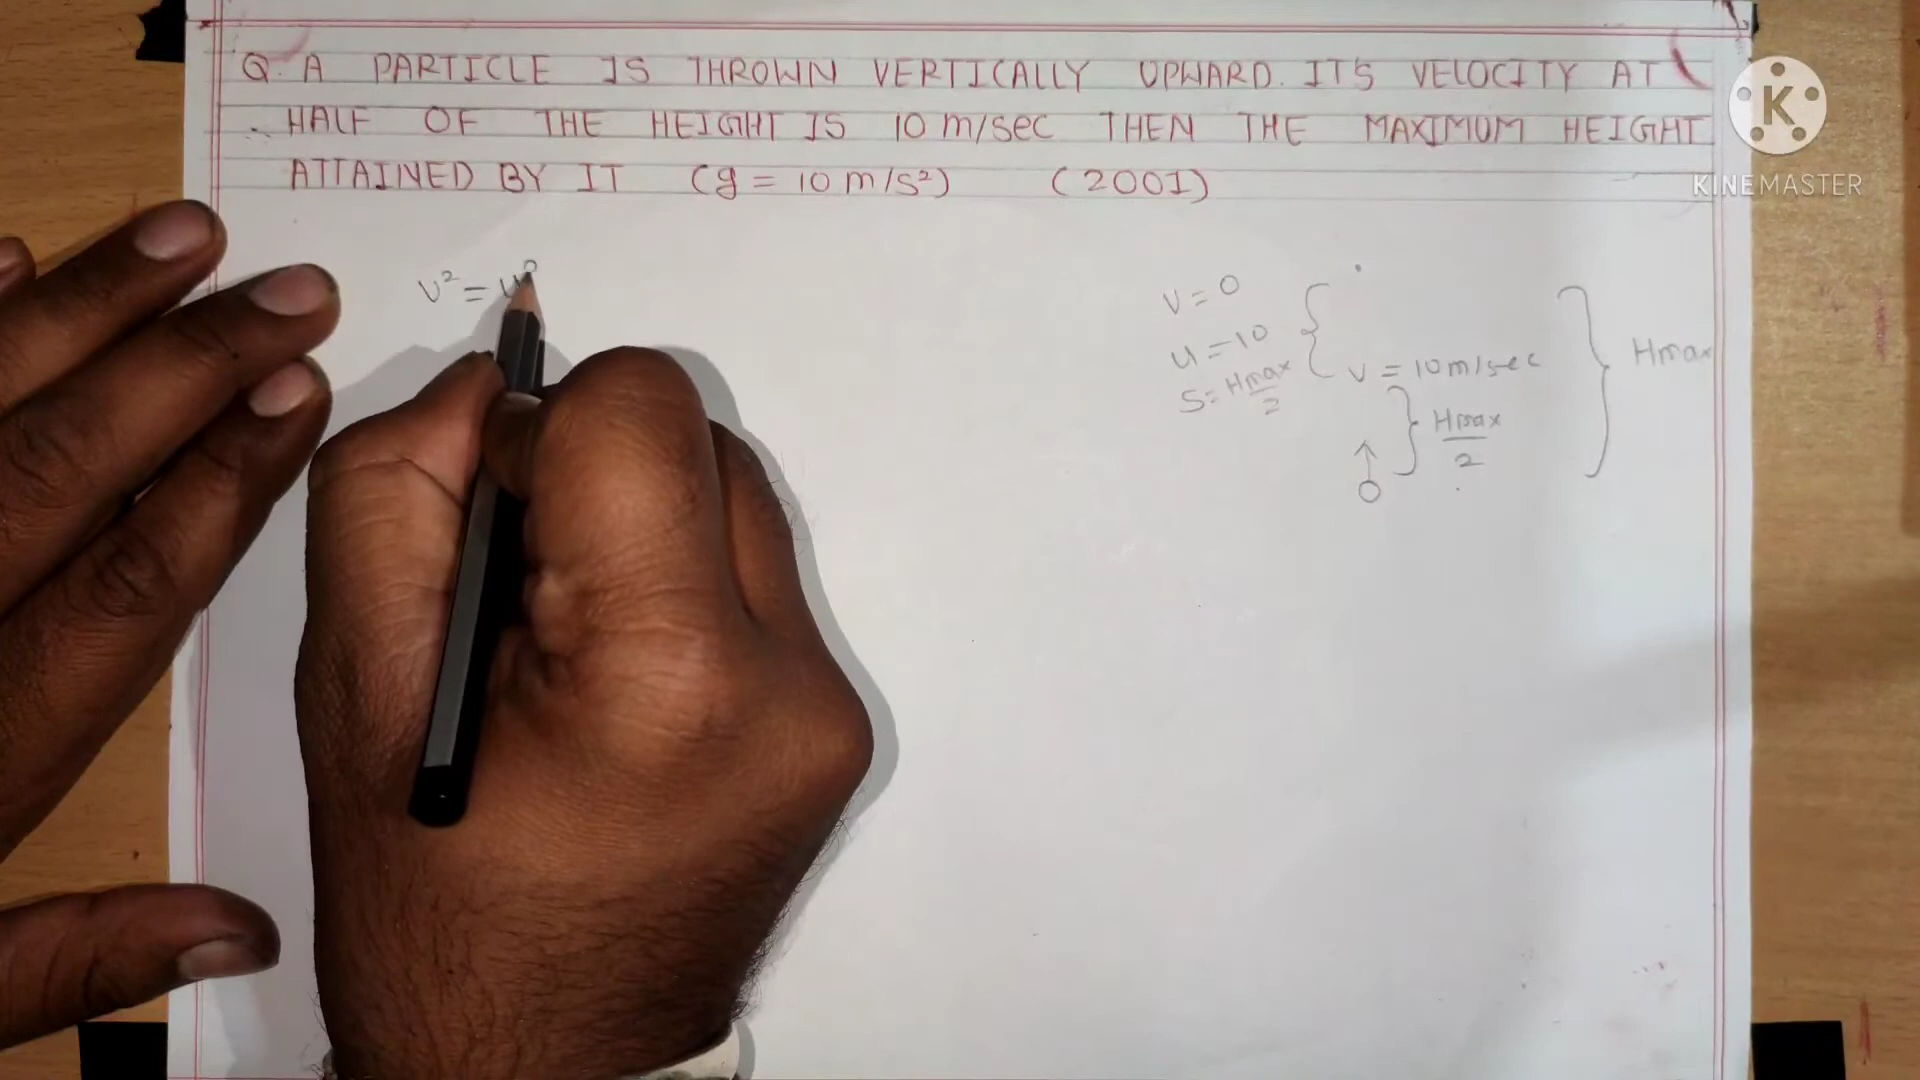 Q. A PARTICLE IS THROWN VERTICALLY UPWARD. ITS VELOCITY AT
HALF OF THE HEIGHT IS 10 m/sec THEN THE MAXIMUM HEIGHT
ATTAINED BY IT (g = 10 m/s²) (2001)
K
KINEMASTER
v² = u²
v = 0
u = 10
S = Hmax/2
v = 10 m/sec
Hmax/2
Hmax